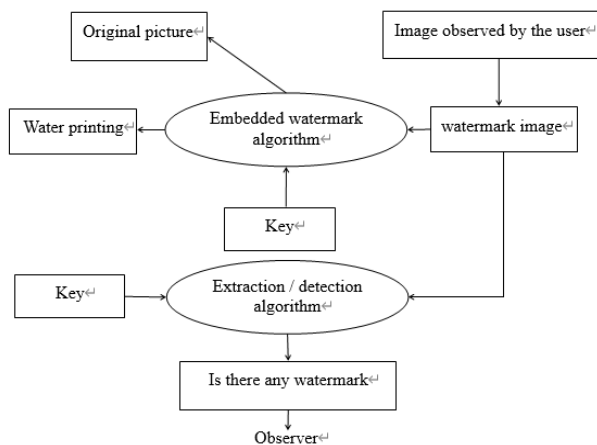 Original picture↵
Image observed by the user↵
Water printing↵
Embedded watermark
algorithm↵
watermark image↵
Key↵
Key↵
Extraction / detection
algorithm↵
Is there any watermark↵
Observer↵